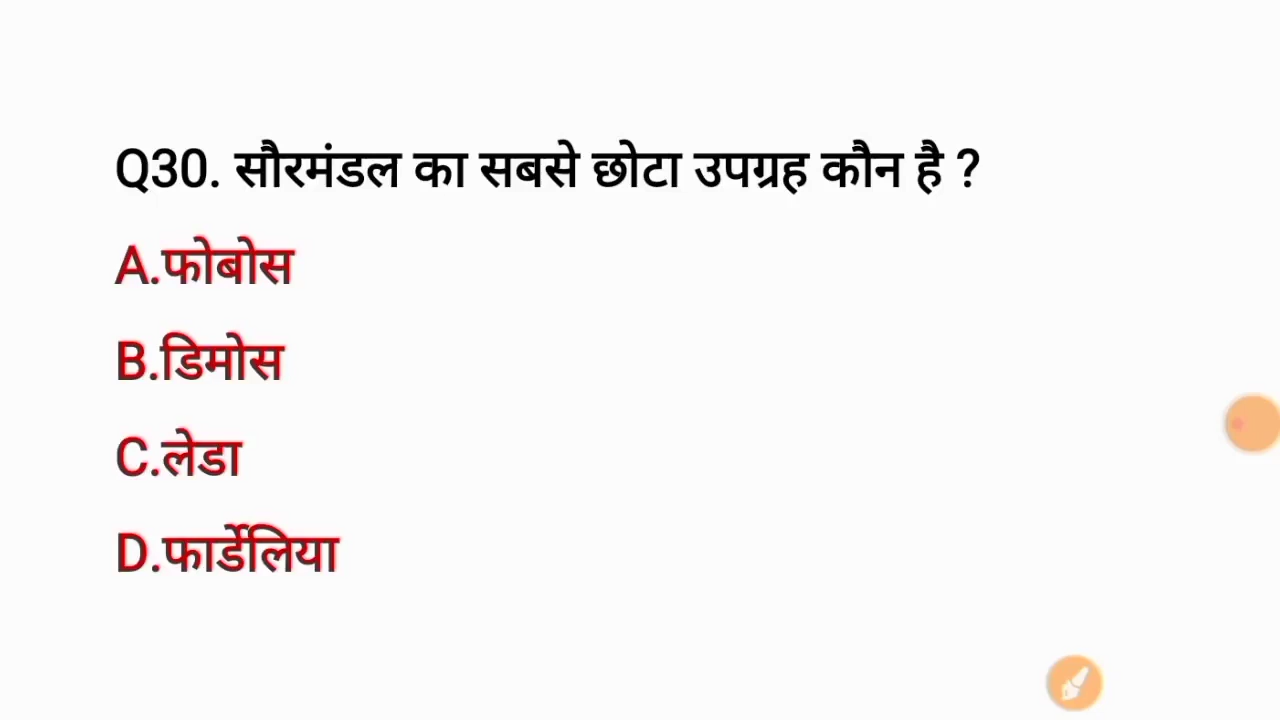 Q30. सौरमंडल का सबसे छोटा उपग्रह कौन है ?
A.फोबोस
B.डिमोस
C.लेडा
D.फार्डेलिया